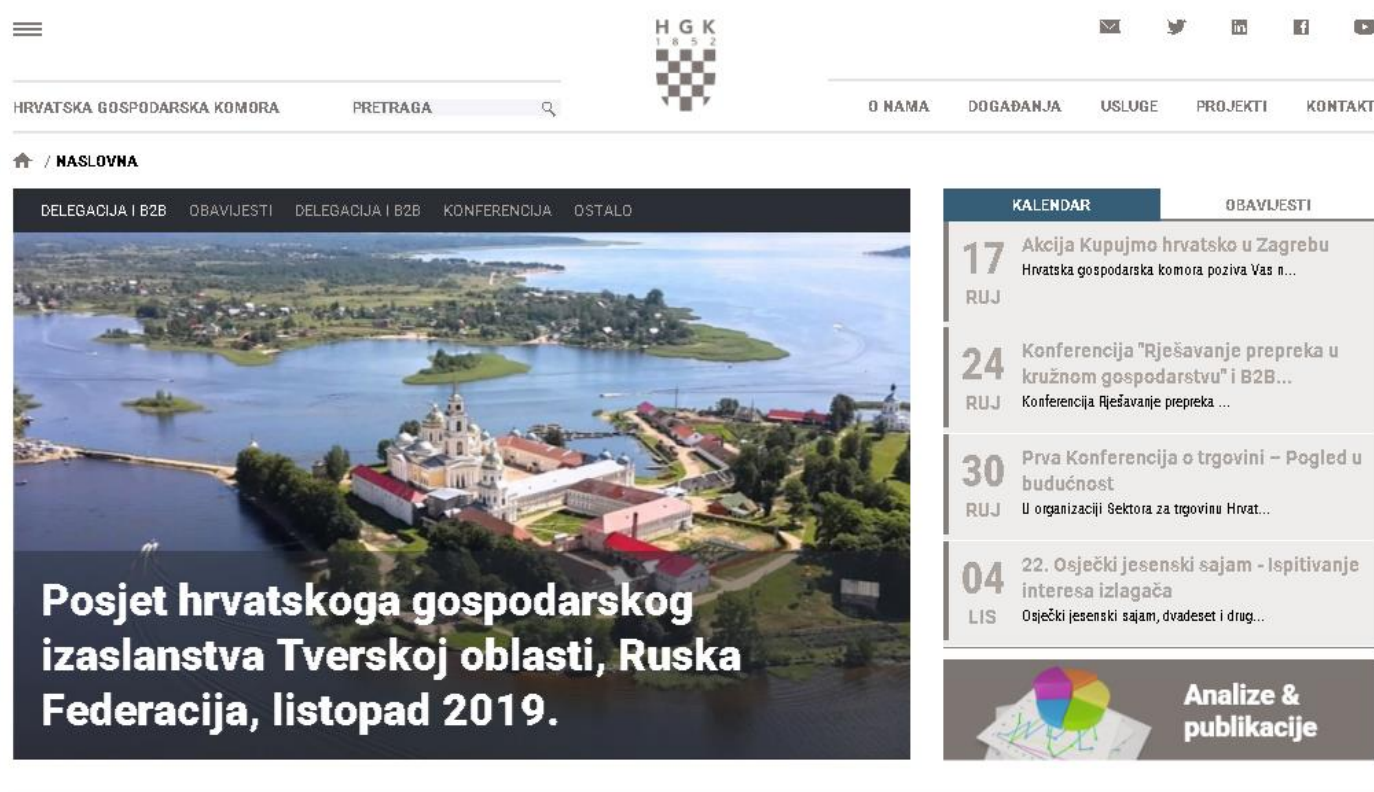 H G K
1 8 5 2
HRVATSKA GOSPODARSKA KOMORA
PRETRAGA
O NAMA
DOGAĐANJA
USLUGE
PROJEKTI
KONTAKT
/ NASLOVNA
DELEGACIJA I B2B
OBAVIJESTI
DELEGACIJA I B2B
KONFERENCIJA
OSTALO
Posjet hrvatskoga gospodarskog
izaslanstva Tverskoj oblasti, Ruska
Federacija, listopad 2019.
KALENDAR
OBAVIJESTI
17
RUJ
Akcija Kupujmo hrvatsko u Zagrebu
Hrvatska gospodarska komora poziva Vas n...
24
RUJ
Konferencija "Rješavanje prepreka u
kružnom gospodarstvu" i B2B...
Konferencija Rješavanje prepreka ...
30
RUJ
Prva Konferencija o trgovini – Pogled u
budućnost
U organizaciji Sektora za trgovinu Hrvat...
04
LIS
22. Osječki jesenski sajam - Ispitivanje
interesa izlagača
Osječki jesenski sajam, dvadeset i drug...
Analize &
publikacije